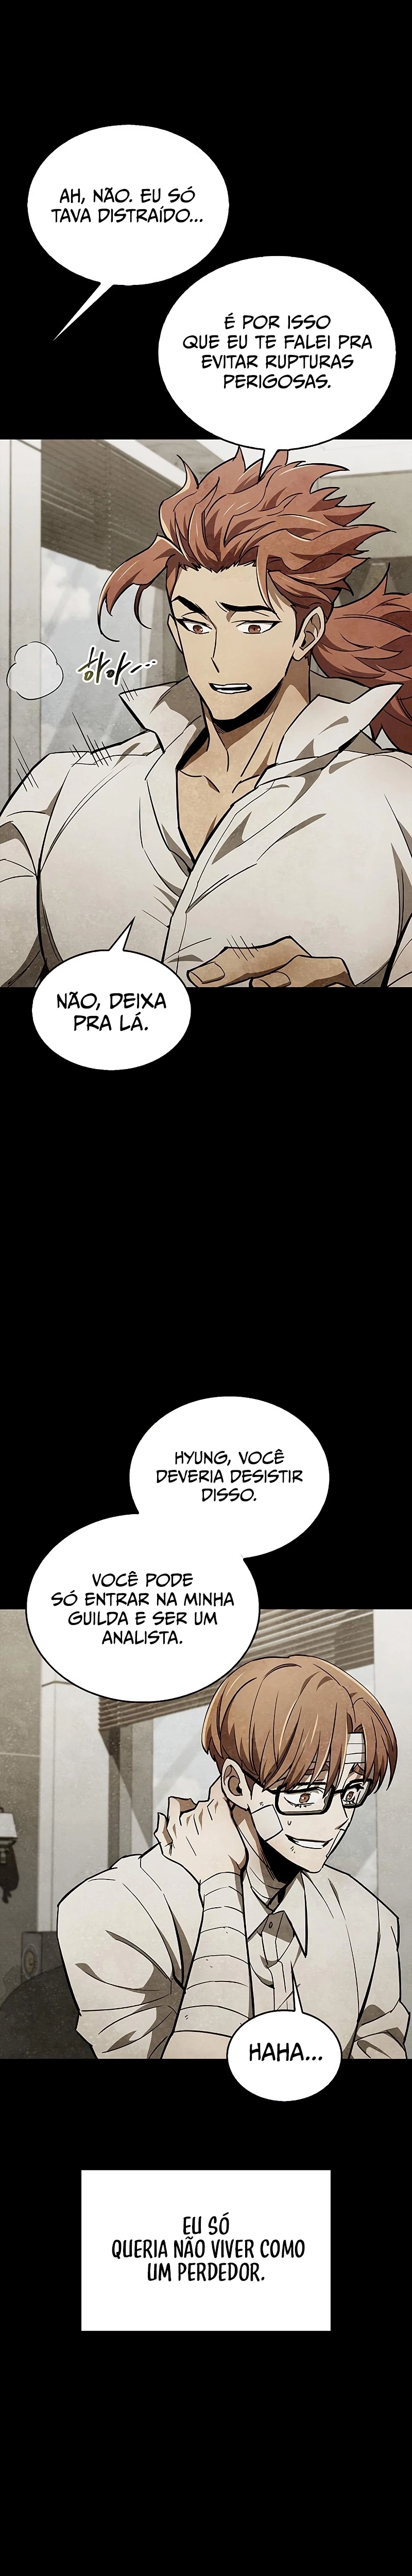 AH, NÃO. EU SÓ
TAVA DISTRAÍDO...
É POR ISSO
QUE EU TE FALEI PRA
EVITAR RUPTURAS
PERIGOSAS.
하아...
NÃO, DEIXA
PRA LÁ.
HYUNG, VOCÊ
DEVERIA DESISTIR
DISSO.
VOCÊ PODE
SÓ ENTRAR NA MINHA
GUILDA E SER UM
ANALISTA.
HAHA...
EU SÓ
QUERIA NÃO VIVER COMO
UM PERDEDOR.